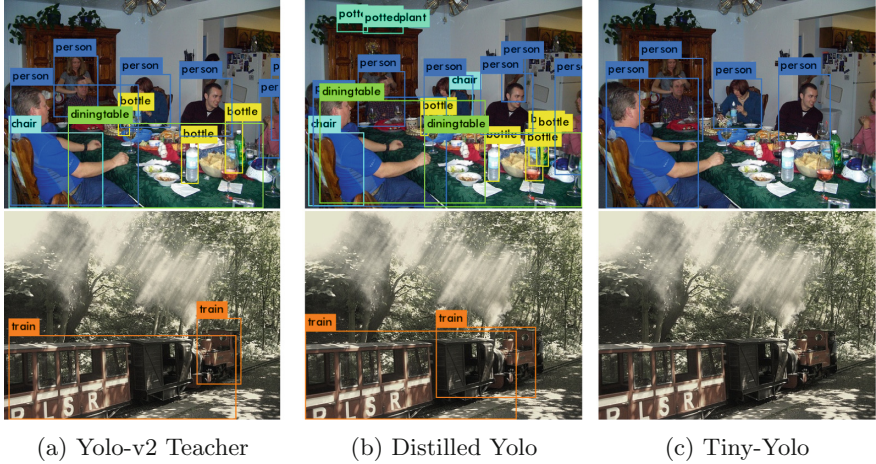 person
person
person
person
person
pers
chair
diningtable
bottle
bottle
bottle
train
train
L S R
(a) Yolo-v2 Teacher
potte
pottedplant
person
person
person
person
person
chair
diningtable
bottle
chair
diningtable
bottle
bottle
bottle
train
train
L S R
(b) Distilled Yolo
person
person
person
person
L S R
(c) Tiny-Yolo